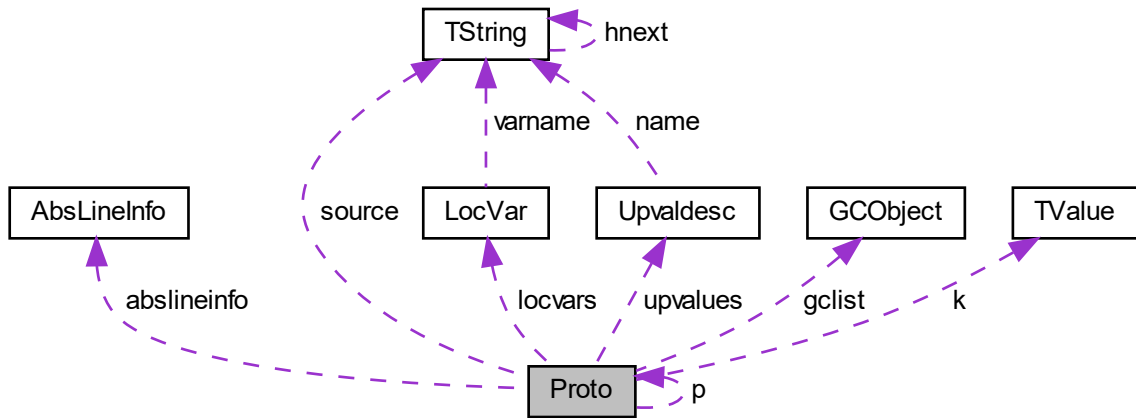 TString
hnext
varname
name
AbsLineInfo
source
LocVar
Upvaldesc
GCObject
TValue
abslineinfo
locvars
upvalues
gclist
k
Proto
p